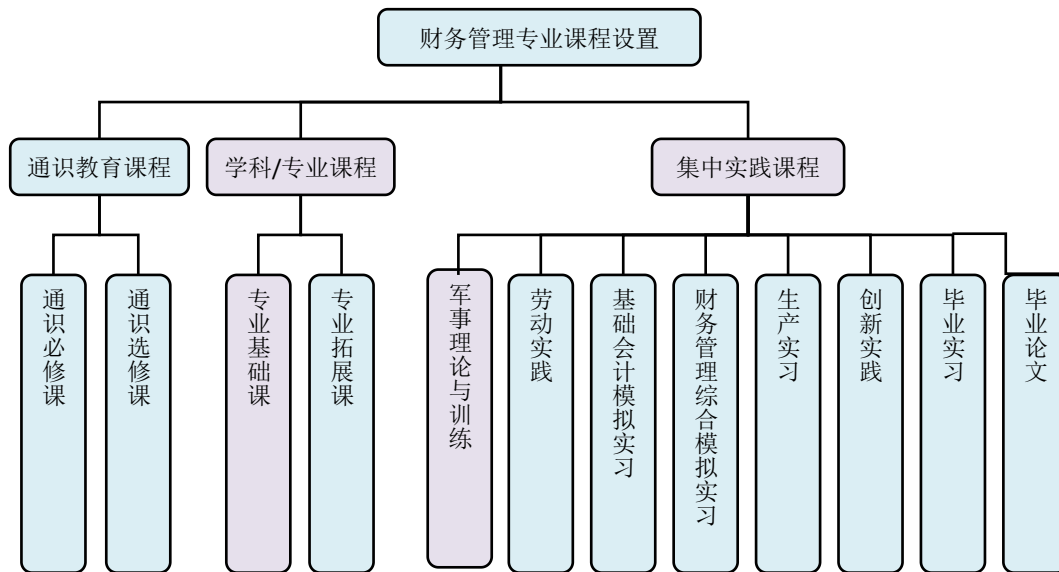 财务管理专业课程设置
通识教育课程
学科/专业课程
集中实践课程
通识必修课
通识选修课
专业基础课
专业拓展课
军事理论与训练
劳动实践
基础会计模拟实习
财务管理综合模拟实习
生产实习
创新实践
毕业实习
毕业论文